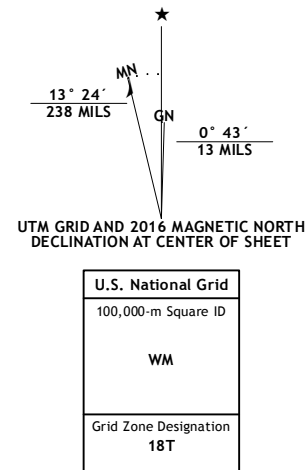 MN
13° 24´
238 MILS
GN
0° 43´
13 MILS
UTM GRID AND 2016 MAGNETIC NORTH
DECLINATION AT CENTER OF SHEET
U.S. National Grid
100,000-m Square ID
WM
Grid Zone Designation
18T